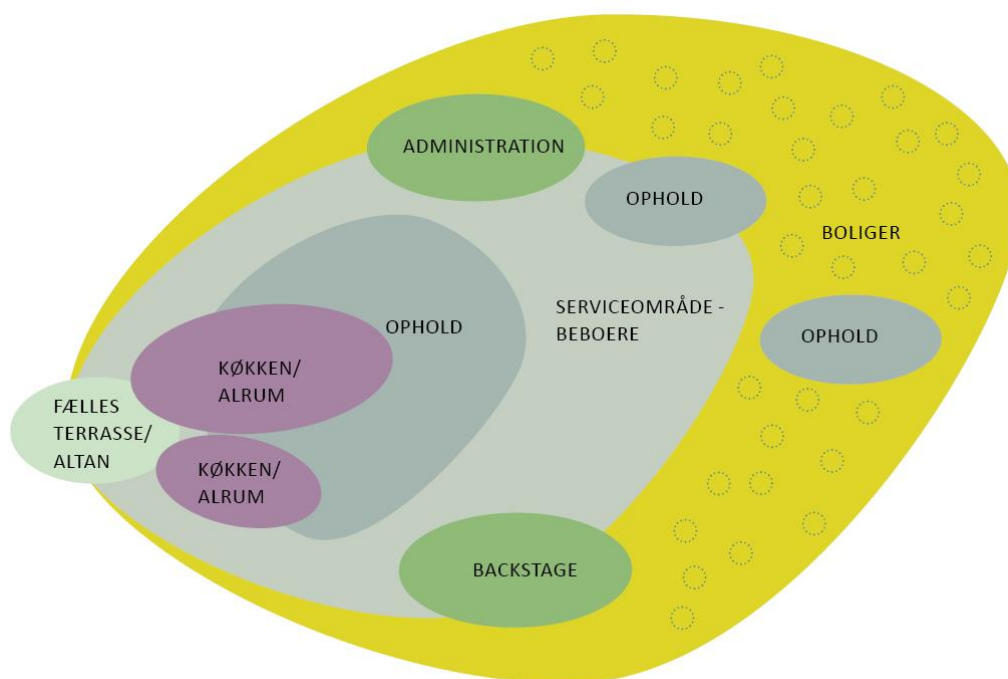 ADMINISTRATION
OPHOLD
BOLIGER
SERVICEOMRÅDE -
BEBOERE
OPHOLD
OPHOLD
KØKKEN/
ALRUM
FÆLLES
TERRASSE/
ALTAN
KØKKEN/
ALRUM
BACKSTAGE